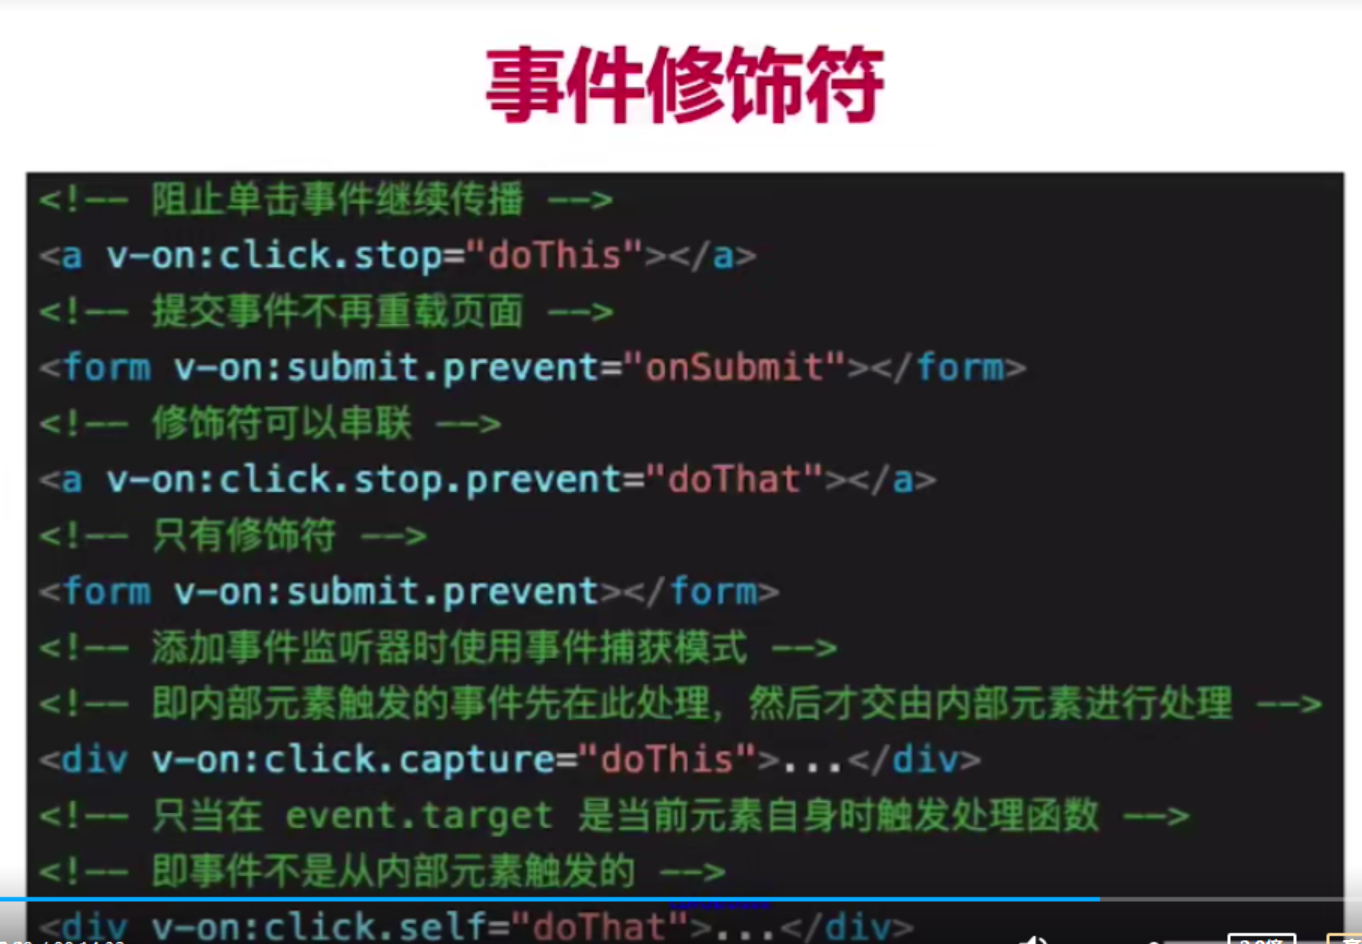 事件修饰符
<!-- 阻止单击事件继续传播 -->
<a v-on:click.stop="doThis"></a>
<!-- 提交事件不再重载页面 -->
<form v-on:submit.prevent="onSubmit"></form>
<!-- 修饰符可以串联 -->
<a v-on:click.stop.prevent="doThat"></a>
<!-- 只有修饰符 -->
<form v-on:submit.prevent></form>
<!-- 添加事件监听器时使用事件捕获模式 -->
<!-- 即内部元素触发的事件先在此处理，然后才交由内部元素进行处理 -->
<div v-on:click.capture="doThis">...</div>
<!-- 只当在 event.target 是当前元素自身时触发处理函数 -->
<!-- 即事件不是从内部元素触发的 -->
<div v-on:click.self="doThat">...</div>